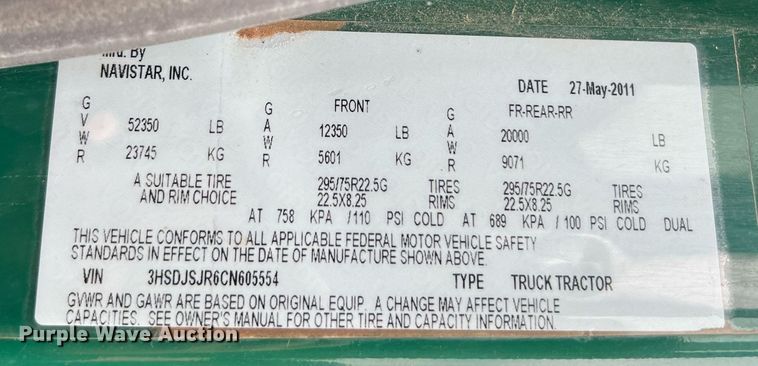 Mfd. By
NAVISTAR, INC.
DATE 27-May-2011
GVWR 52350 LB 23745 KG
GAWR FRONT 12350 LB 5601 KG
GAWR FR-REAR-RR 20000 LB 9071 KG
A SUITABLE TIRE 295/75R22.5G TIRES 295/75R22.5G TIRES
AND RIM CHOICE 22.5X8.25 RIMS 22.5X8.25 RIMS
AT 758 KPA /110 PSI COLD AT 689 KPA / 100 PSI COLD DUAL
THIS VEHICLE CONFORMS TO ALL APPLICABLE FEDERAL MOTOR VEHICLE SAFETY
STANDARDS IN EFFECT ON THE DATE OF MANUFACTURE SHOWN ABOVE.
VIN 3HSDJSJR6CN605554 TYPE TRUCK TRACTOR
GVWR AND GAWR ARE BASED ON ORIGINAL EQUIP. A CHANGE MAY AFFECT VEHICLE
CAPACITIES. SEE OWNER'S MANUAL FOR OTHER TIRE AND CAPACITY INFORMATION.
Purple Wave Auction